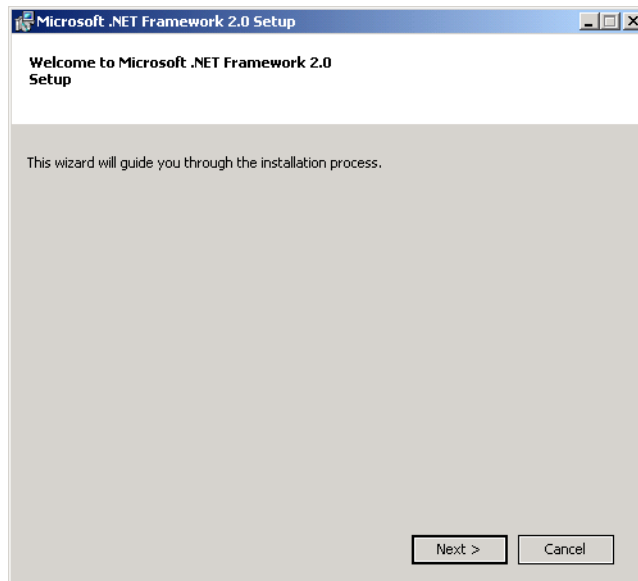 Microsoft .NET Framework 2.0 Setup
Welcome to Microsoft .NET Framework 2.0
Setup
This wizard will guide you through the installation process.
Next >
Cancel